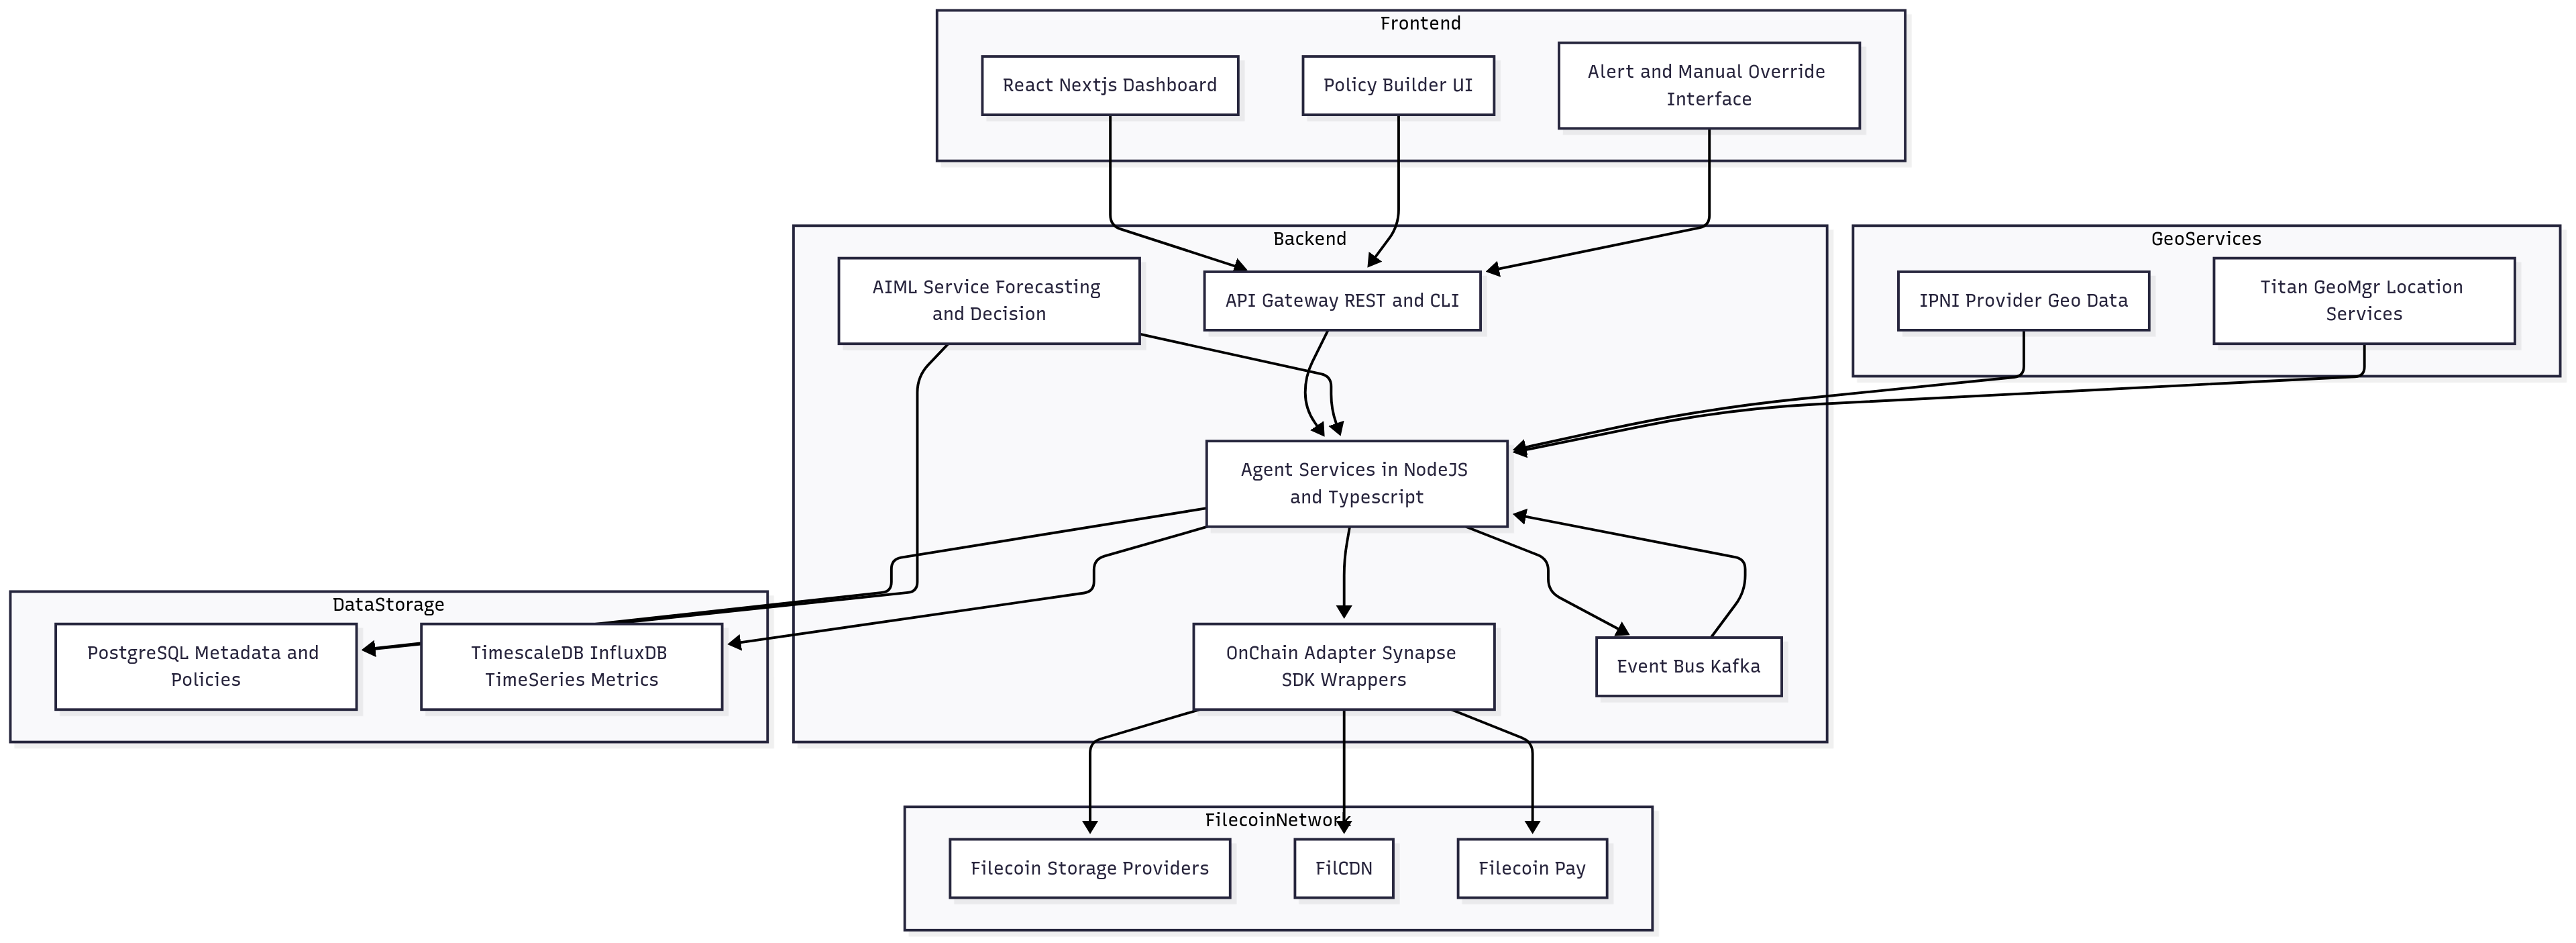 Frontend
React Nextjs Dashboard
Policy Builder UI
Alert and Manual Override
Interface
Backend
AIML Service Forecasting
and Decision
API Gateway REST and CLI
GeoServices
IPNI Provider Geo Data
Titan GeoMgr Location
Services
Agent Services in NodeJS
and Typescript
DataStorage
PostgreSQL Metadata and
Policies
TimescaleDB InfluxDB
TimeSeries Metrics
OnChain Adapter Synapse
SDK Wrappers
Event Bus Kafka
FilecoinNetwork
Filecoin Storage Providers
FilCDN
Filecoin Pay